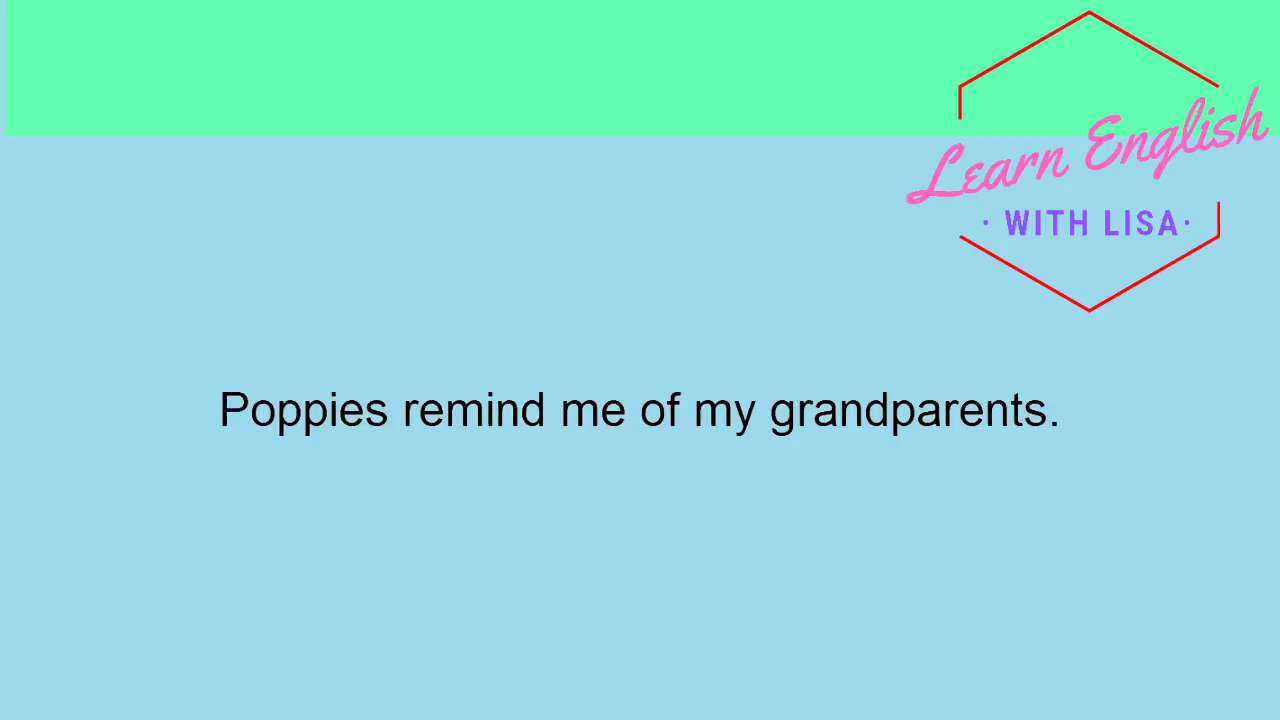 Learn English
· WITH LISA·
Poppies remind me of my grandparents.